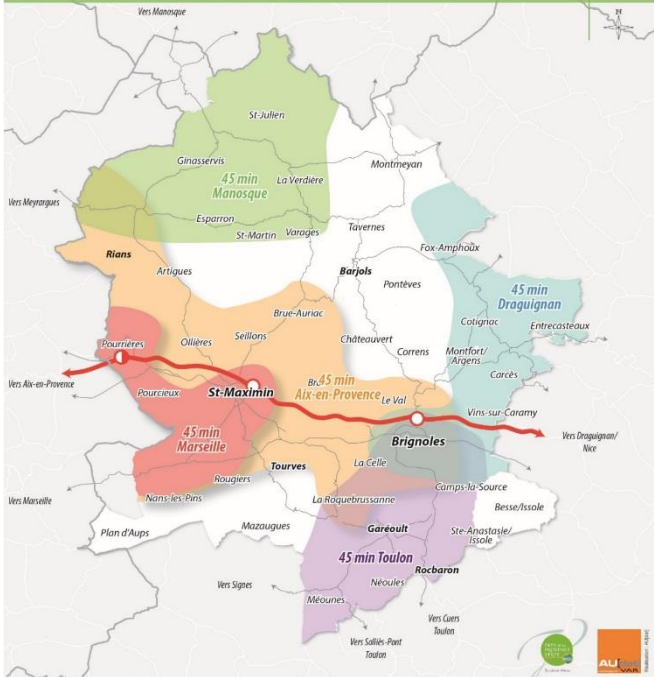 Vers Manosque
N
St-Julien
Ginasservis
45 min
Manosque
La Verdière
Montmeyan
Vers Meyrargues
Esparron
St-Martin
Varages
Tavernes
Fox-Amphoux
Rians
Artigues
Barjols
Pontèves
45 min
Draguignan
Cotignac
Entrecasteaux
Brue-Auriac
Seillons
Ollières
Pourrières
Châteauvert
Correns
Montfort/
Argens
Carcès
Vers Aix-en-Provence
Pourcieux
St-Maximin
45 min
Aix-en-Provence
Le Val
Vins-sur-Caramy
Vers Draguignan/
Nice
45 min
Marseille
Brignoles
Tourves
La Celle
Rougiers
Camps-la-Source
Vers Marseille
Nans-les-Pins
La Roquebrussanne
Besse/Issole
Plan d'Aups
Mazaugues
Garéoult
Ste-Anastasie/
Issole
45 min Toulon
Rocbaron
Vers Signes
Néoules
Méounes
Vers Cuers
Toulon
Vers Solliès-Pont
Toulon
VAR